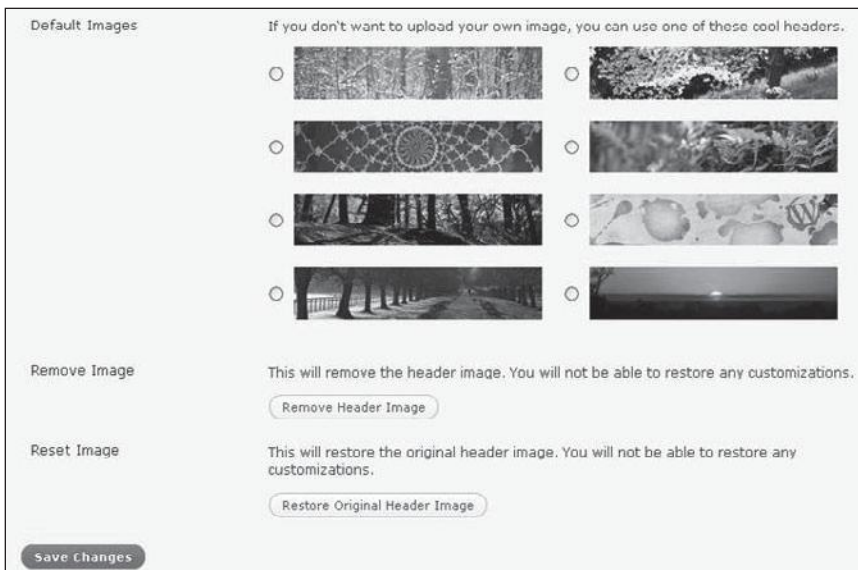 Default Images
If you don't want to upload your own image, you can use one of these cool headers.
Remove Image
This will remove the header image. You will not be able to restore any customizations.
Remove Header Image
Reset Image
This will restore the original header image. You will not be able to restore any
customizations.
Restore Original Header Image
Save Changes